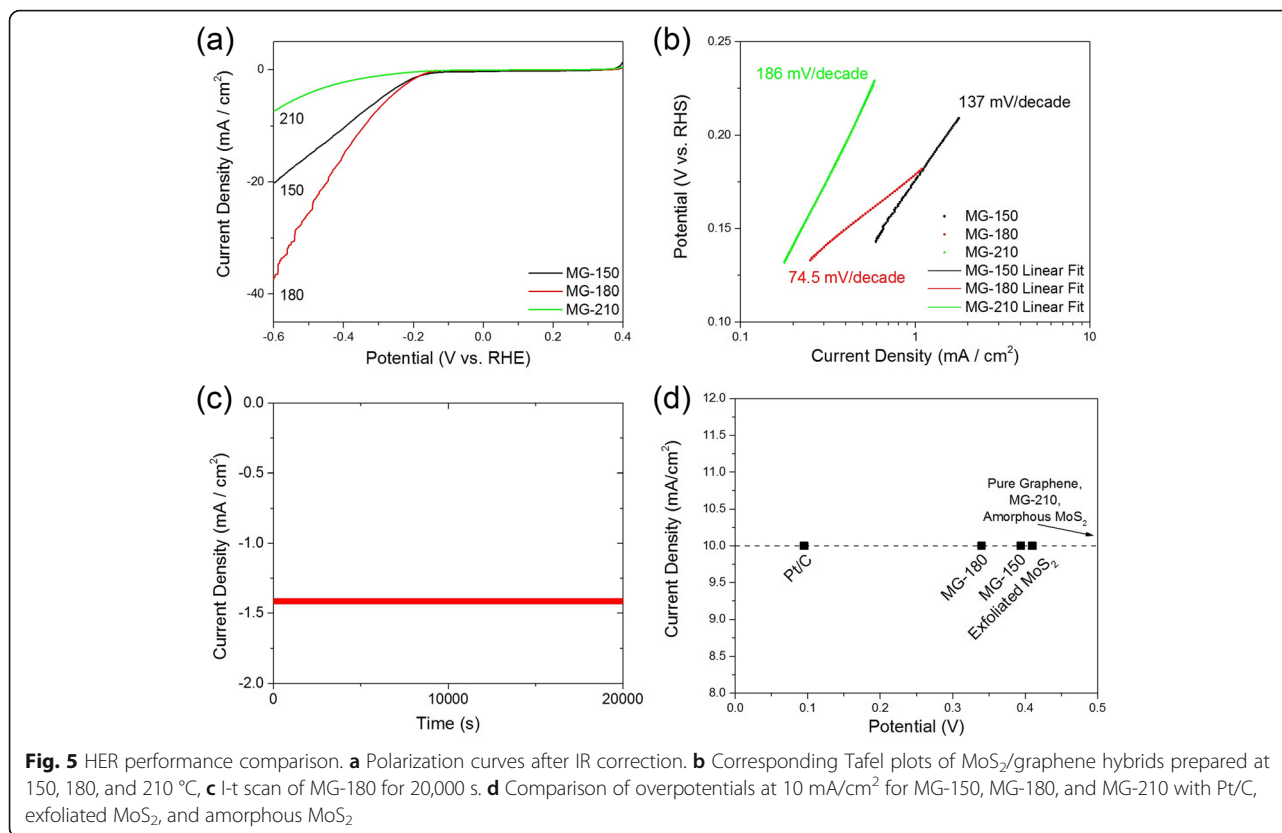 (a)
0
-20
-40
-0.6
-0.4
-0.2
0.0
0.2
0.4
Current Density (mA / cm²)
Potential (V vs. RHE)
210
150
180
MG-150
MG-180
MG-210
(b)
0.25
0.20
0.15
0.10
0.1
1
10
Potential (V vs. RHS)
Current Density (mA / cm²)
186 mV/decade
137 mV/decade
74.5 mV/decade
MG-150
MG-180
MG-210
MG-150 Linear Fit
MG-180 Linear Fit
MG-210 Linear Fit
(c)
0.0
-0.5
-1.0
-1.5
-2.0
0
10000
20000
Current Density (mA / cm²)
Time (s)
(d)
12.0
11.5
11.0
10.5
10.0
9.5
9.0
8.5
8.0
0.0
0.1
0.2
0.3
0.4
0.5
Current Density (mA/cm²)
Potential (V)
Pt/C
MG-180
MG-150
Exfoliated MoS₂
Pure Graphene,
MG-210,
Amorphous MoS₂
Fig. 5 HER performance comparison. a Polarization curves after IR correction. b Corresponding Tafel plots of MoS₂/graphene hybrids prepared at
150, 180, and 210 °C, c I-t scan of MG-180 for 20,000 s. d Comparison of overpotentials at 10 mA/cm² for MG-150, MG-180, and MG-210 with Pt/C,
exfoliated MoS₂, and amorphous MoS₂